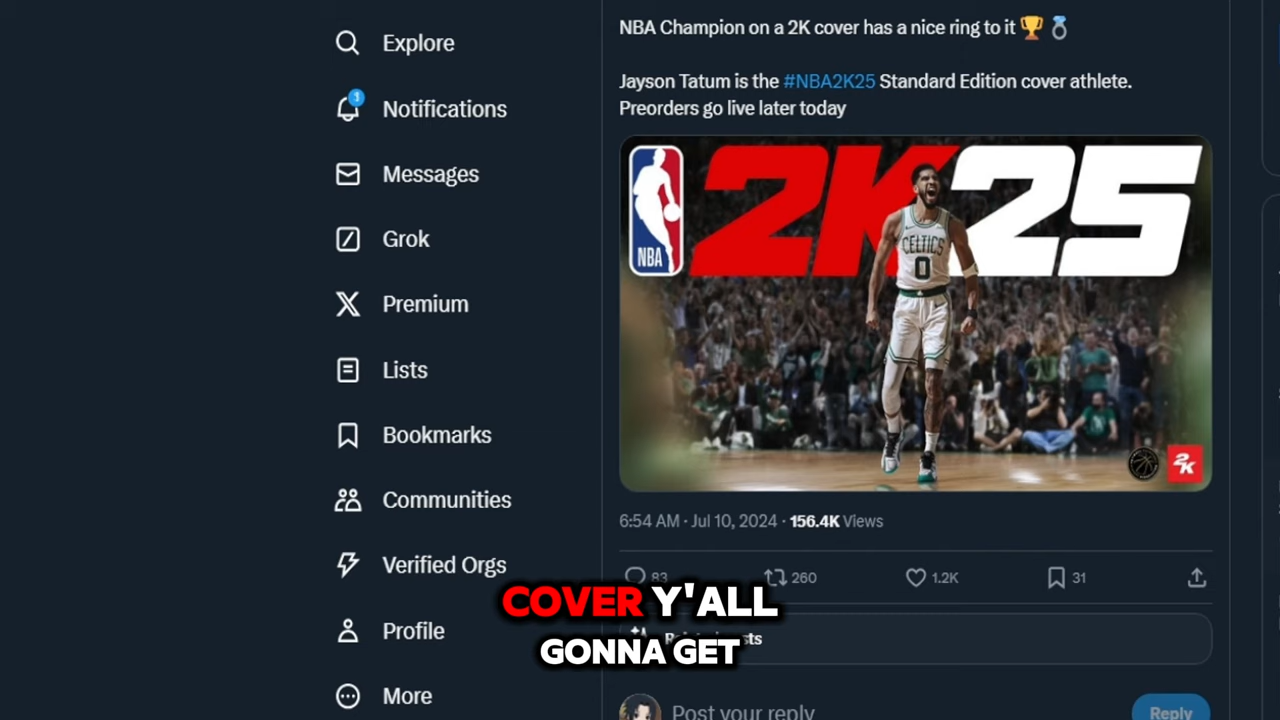 Explore
1
Notifications
Messages
Grok
Premium
Lists
Bookmarks
Communities
Verified Orgs
Profile
More
NBA Champion on a 2K cover has a nice ring to it 🏆 💍
Jayson Tatum is the #NBA2K25 Standard Edition cover athlete.
Preorders go live later today
NBA
2K25
CELTICS
0
2K
6:54 AM · Jul 10, 2024 · 156.4K Views
83 260 1.2K 31
COVER Y'ALL
GONNA GET
Post your reply
Reply